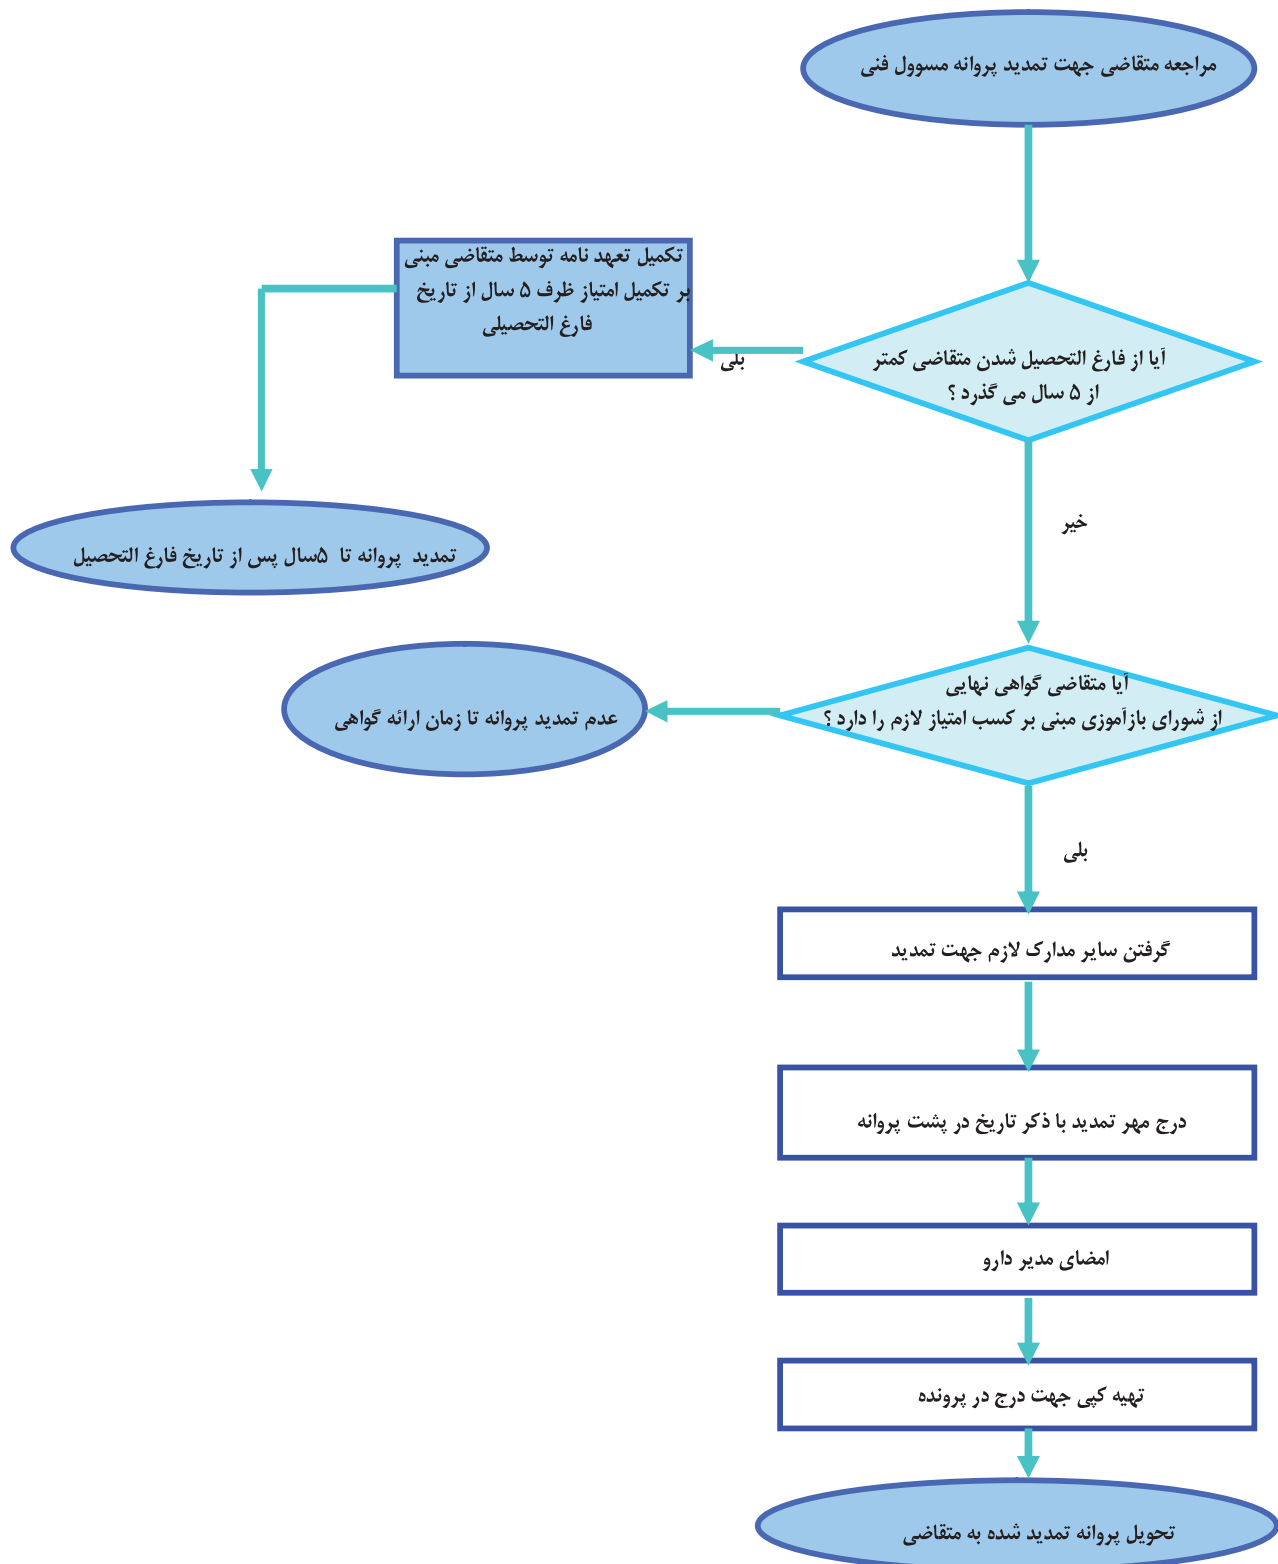 مراجعه متقاضی جهت تمدید پروانه مسوول فنی
تکمیل تعهد نامه توسط متقاضی مبنی
بر تکمیل امتیاز ظرف ۵ سال از تاریخ
فارغ التحصیلی
آیا از فارغ التحصیل شدن متقاضی کمتر
از ۵ سال می گذرد ؟
بلی
خیر
تمدید پروانه تا ۵سال پس از تاریخ فارغ التحصیل
آیا متقاضی گواهی نهایی
از شورای بازآموزی مبنی بر کسب امتیاز لازم را دارد ؟
عدم تمدید پروانه تا زمان ارائه گواهی
بلی
گرفتن سایر مدارک لازم جهت تمدید
درج مهر تمدید با ذکر تاریخ در پشت پروانه
امضای مدیر دارو
تهیه کپی جهت درج در پرونده
تحویل پروانه تمدید شده به متقاضی